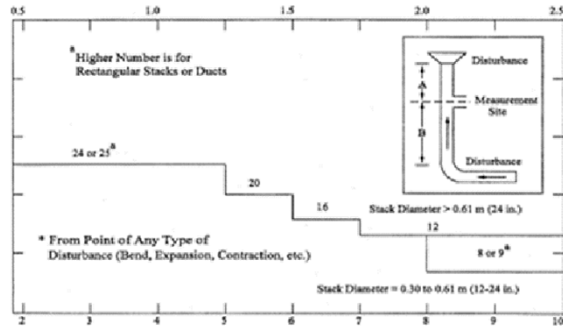 0.5 1.0 1.5 2.0 2.5
a Higher Number is for
Rectangular Stacks or Ducts
Disturbance
A
Measurement
Site
B
Disturbance
24 or 25 a
20
16
Stack Diameter > 0.61 m (24 in.)
12
* From Point of Any Type of
Disturbance (Bend, Expansion, Contraction, etc.)
8 or 9 a
Stack Diameter = 0.30 to 0.61 m (12-24 in.)
2 3 4 5 6 7 8 9 10